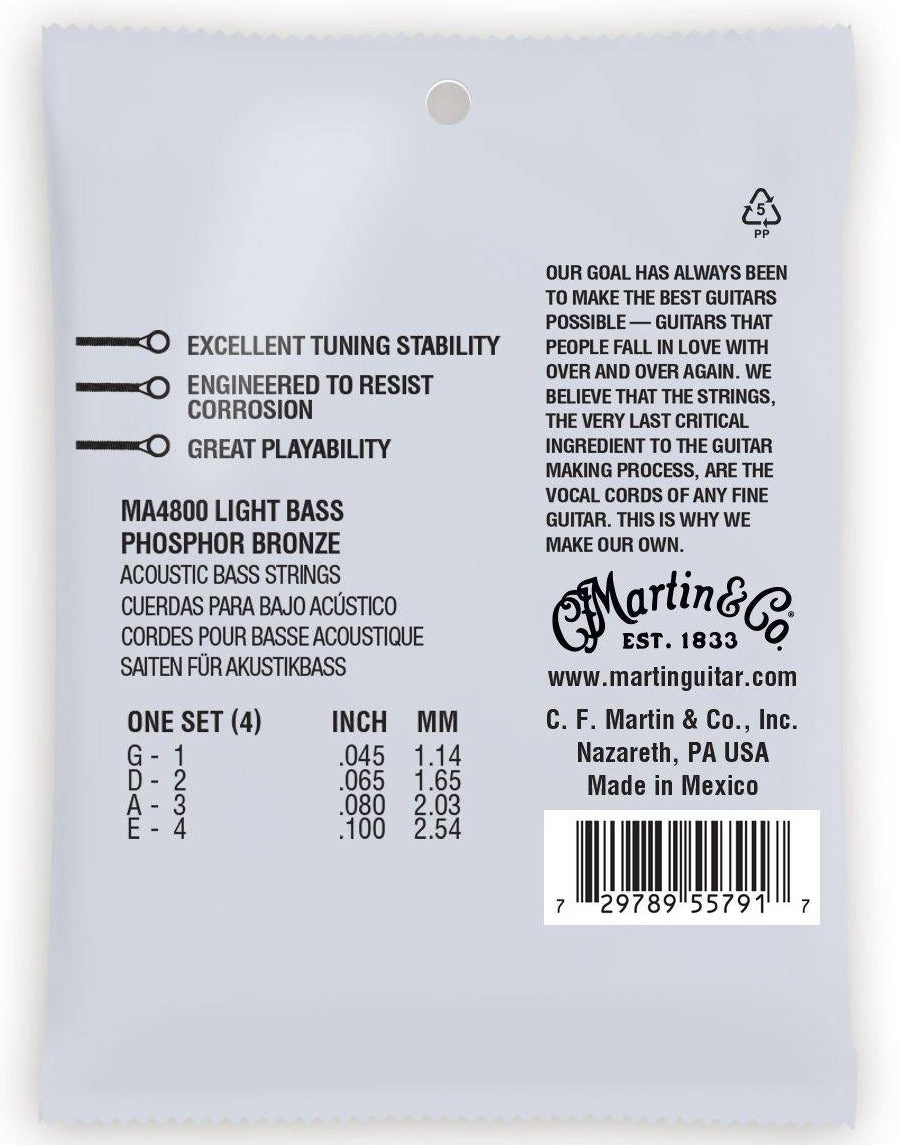 5
PP
OUR GOAL HAS ALWAYS BEEN
TO MAKE THE BEST GUITARS
POSSIBLE — GUITARS THAT
PEOPLE FALL IN LOVE WITH
OVER AND OVER AGAIN. WE
BELIEVE THAT THE STRINGS,
THE VERY LAST CRITICAL
INGREDIENT TO THE GUITAR
MAKING PROCESS, ARE THE
VOCAL CORDS OF ANY FINE
GUITAR. THIS IS WHY WE
MAKE OUR OWN.
EXCELLENT TUNING STABILITY
ENGINEERED TO RESIST
CORROSION
GREAT PLAYABILITY
MA4800 LIGHT BASS
PHOSPHOR BRONZE
ACOUSTIC BASS STRINGS
CUERDAS PARA BAJO ACÚSTICO
CORDES POUR BASSE ACOUSTIQUE
SAITEN FÜR AKUSTIKBASS
ONE SET (4) INCH MM
G - 1 .045 1.14
D - 2 .065 1.65
A - 3 .080 2.03
E - 4 .100 2.54
CF Martin & Co.®
EST. 1833
www.martinguitar.com
C. F. Martin & Co., Inc.
Nazareth, PA USA
Made in Mexico
7 29789 55791 7